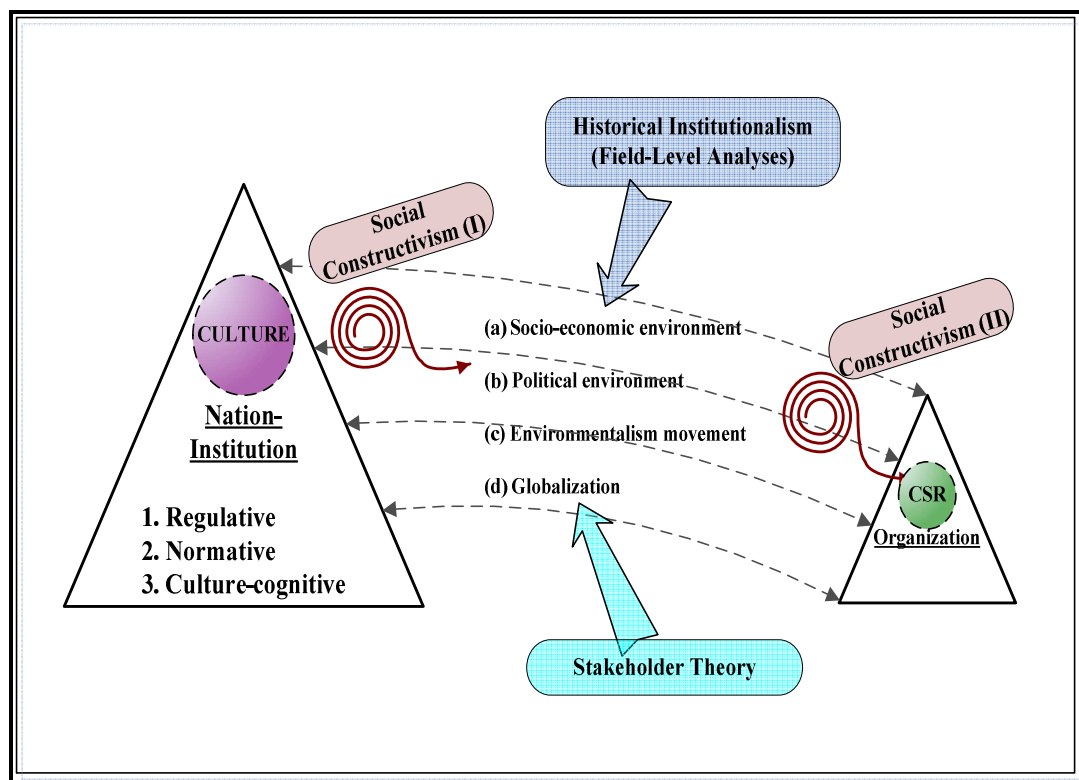 Historical Institutionalism
(Field-Level Analyses)
Social
Constructivism (I)
CULTURE
Nation-
Institution
1. Regulative
2. Normative
3. Culture-cognitive
(a) Socio-economic environment
(b) Political environment
(c) Environmentalism movement
(d) Globalization
Social
Constructivism (II)
CSR
Organization
Stakeholder Theory